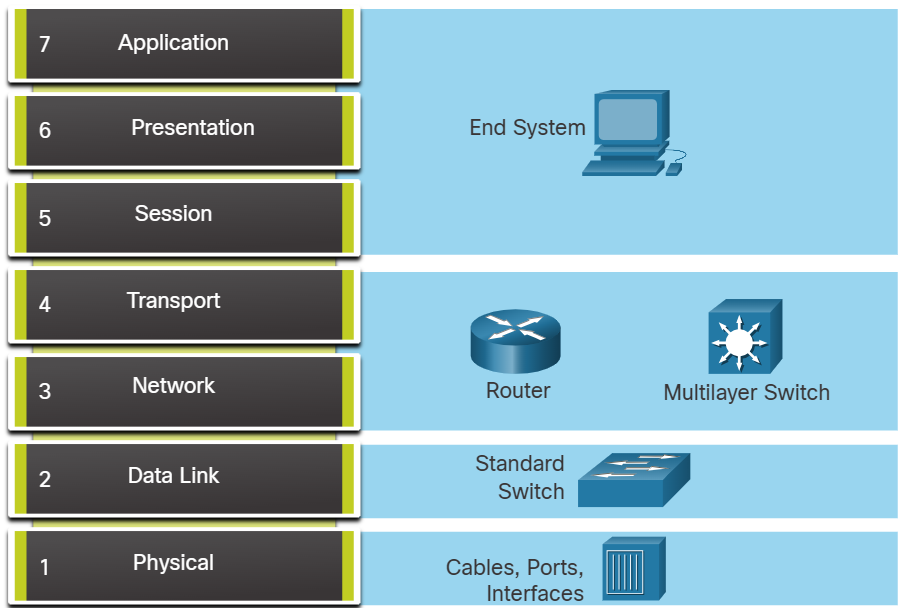 7 Application
6 Presentation
End System
5 Session
4 Transport
3 Network
Router
Multilayer Switch
2 Data Link
Standard
Switch
1 Physical
Cables, Ports,
Interfaces